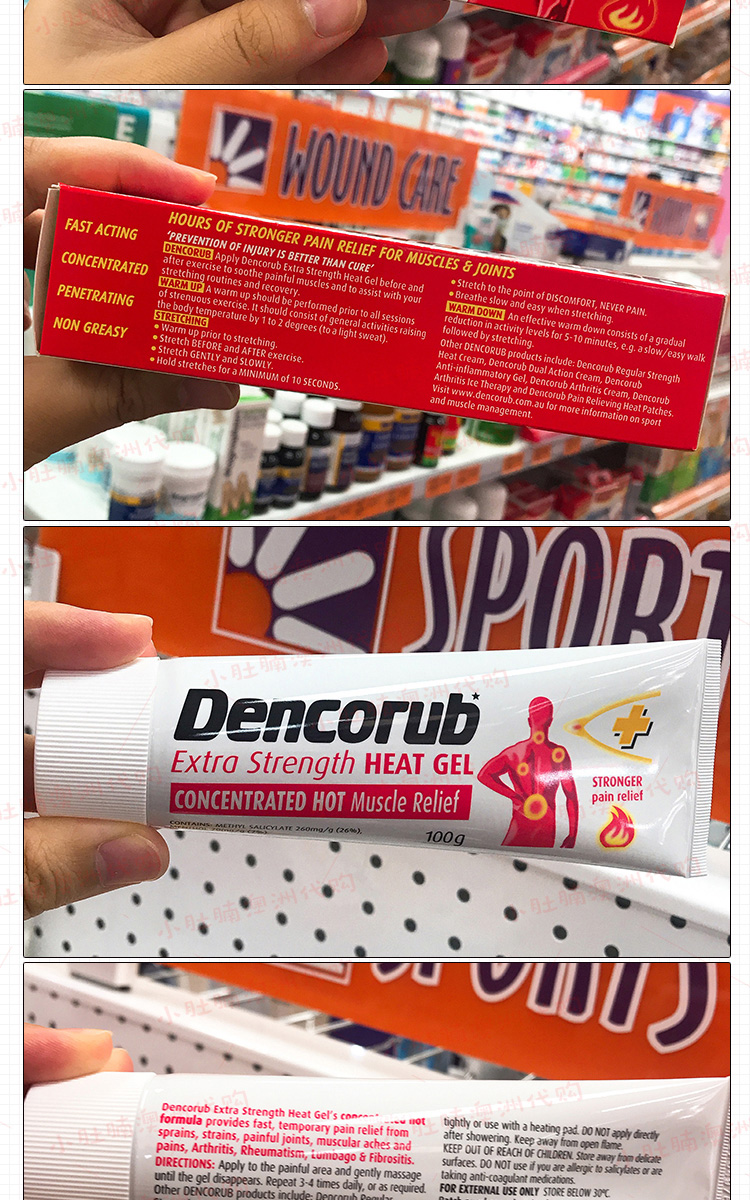 WOUND CARE
E
FAST ACTING
CONCENTRATED
PENETRATING
NON GREASY
HOURS OF STRONGER PAIN RELIEF FOR MUSCLES & JOINTS
'PREVENTION OF INJURY IS BETTER THAN CURE'
DENCORUB Apply Dencorub Extra Strength Heat Gel before and
after exercise to soothe painful muscles and to assist with your
stretching routines and recovery.
WARM UP A warm up should be performed prior to all sessions
of strenuous exercise. It should consist of general activities raising
the body temperature by 1 to 2 degrees (to a light sweat).
STRETCHING
• Warm up prior to stretching.
• Stretch BEFORE and AFTER exercise.
• Stretch GENTLY and SLOWLY.
• Hold stretches for a MINIMUM of 10 SECONDS.
• Stretch to the point of DISCOMFORT, NEVER PAIN.
• Breathe slow and easy when stretching.
WARM DOWN An effective warm down consists of a gradual
reduction in activity levels for 5-10 minutes, e.g. a slow/easy walk
followed by stretching.
Other DENCORUB products include: Dencorub Regular Strength
Heat Cream, Dencorub Dual Action Cream, Dencorub
Anti-inflammatory Gel, Dencorub Arthritis Cream, Dencorub
Arthritis Ice Therapy and Dencorub Pain Relieving Heat Patches.
Visit www.dencorub.com.au for more information on sport
and muscle management.
SPORT
Dencorub
Extra Strength HEAT GEL
CONCENTRATED HOT Muscle Relief
CONTAINS: METHYL SALICYLATE 260mg/g (26%),
100g
STRONGER
pain relief
小肚腩澳洲代购
SPORTS
Dencorub Extra Strength Heat Gel's concentrated hot
formula provides fast, temporary pain relief from
sprains, strains, painful joints, muscular aches and
pains, Arthritis, Rheumatism, Lumbago & Fibrositis.
DIRECTIONS: Apply to the painful area and gently massage
until the gel disappears. Repeat 3-4 times daily, or as required.
Other DENCORUB products include: Dencorub Regular
tightly or use with a heating pad. DO NOT apply directly
after showering. Keep away from open flame.
KEEP OUT OF REACH OF CHILDREN. Store away from delicate
surfaces. DO NOT use if you are allergic to salicylates or are
taking anti-coagulant medications.
FOR EXTERNAL USE ONLY STORE BELOW 30°C.